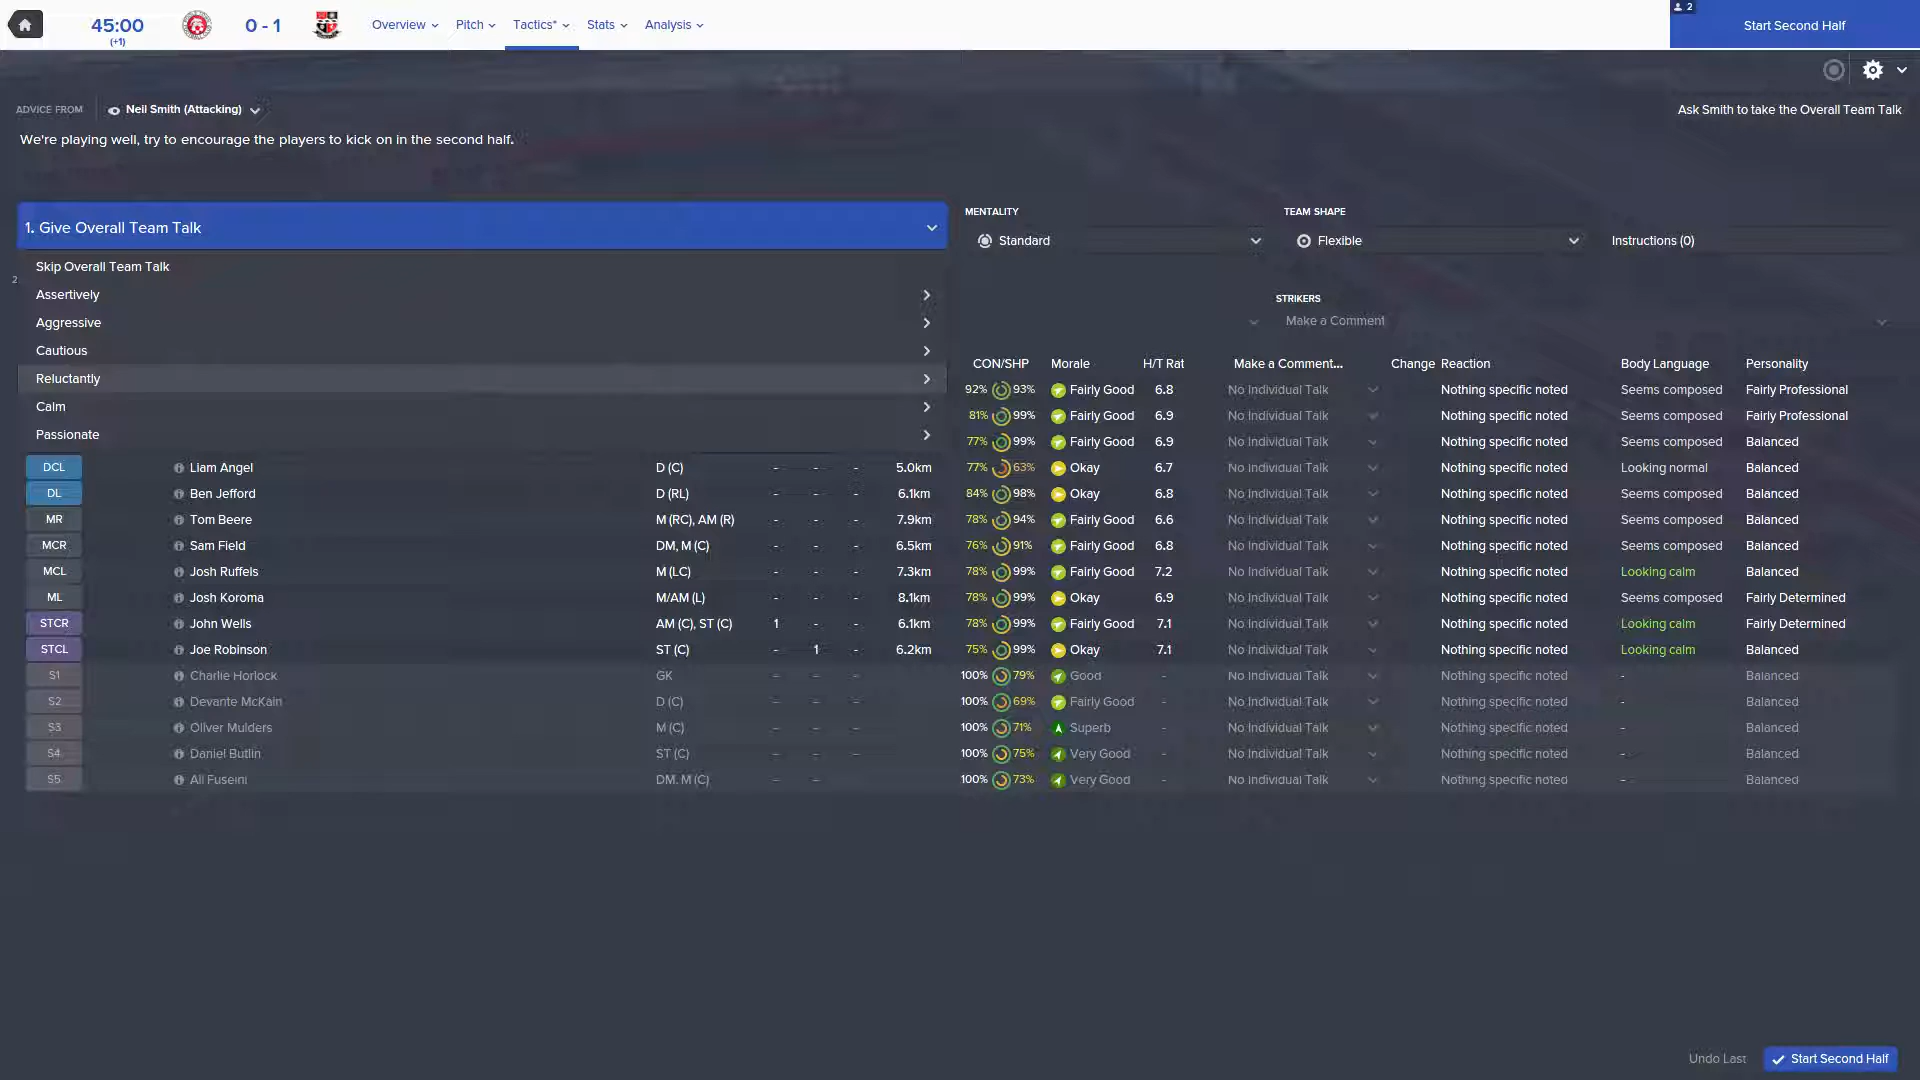 45:00
(+1)
0 - 1
Overview
Pitch
Tactics*
Stats
Analysis
2
Start Second Half
ADVICE FROM
Neil Smith (Attacking)
Ask Smith to take the Overall Team Talk
We're playing well, try to encourage the players to kick on in the second half.
1. Give Overall Team Talk
Skip Overall Team Talk
2
Assertively
Aggressive
Cautious
Reluctantly
Calm
Passionate
MENTALITY
Standard
TEAM SHAPE
Flexible
Instructions (0)
STRIKERS
Make a Comment
CON/SHP Morale H/T Rat Make a Comment... Change Reaction Body Language Personality
92% 93% Fairly Good 6.8 No Individual Talk Nothing specific noted Seems composed Fairly Professional
81% 99% Fairly Good 6.9 No Individual Talk Nothing specific noted Seems composed Fairly Professional
77% 99% Fairly Good 6.9 No Individual Talk Nothing specific noted Seems composed Balanced
DCL Liam Angel D (C) - - - 5.0km 77% 63% Okay 6.7 No Individual Talk Nothing specific noted Looking normal Balanced
DL Ben Jefford D (RL) - - - 6.1km 84% 98% Okay 6.8 No Individual Talk Nothing specific noted Seems composed Balanced
MR Tom Beere M (RC), AM (R) - - - 7.9km 78% 94% Fairly Good 6.6 No Individual Talk Nothing specific noted Seems composed Balanced
MCR Sam Field DM, M (C) - - - 6.5km 76% 91% Fairly Good 6.8 No Individual Talk Nothing specific noted Seems composed Balanced
MCL Josh Ruffels M (LC) - - - 7.3km 78% 99% Fairly Good 7.2 No Individual Talk Nothing specific noted Looking calm Balanced
ML Josh Koroma M/AM (L) - - - 8.1km 78% 99% Okay 6.9 No Individual Talk Nothing specific noted Seems composed Fairly Determined
STCR John Wells AM (C), ST (C) 1 - - 6.1km 78% 99% Fairly Good 7.1 No Individual Talk Nothing specific noted Looking calm Fairly Determined
STCL Joe Robinson ST (C) - 1 - 6.2km 75% 99% Okay 7.1 No Individual Talk Nothing specific noted Looking calm Balanced
S1 Charlie Horlock GK - - - 100% 79% Good - No Individual Talk Nothing specific noted - Balanced
S2 Devante McKain D (C) - - - 100% 69% Fairly Good - No Individual Talk Nothing specific noted - Balanced
S3 Oliver Mulders M (C) - - - 100% 71% Superb - No Individual Talk Nothing specific noted - Balanced
S4 Daniel Butlin ST (C) - - - 100% 75% Very Good - No Individual Talk Nothing specific noted - Balanced
S5 Ali Fuseini DM, M (C) - - - 100% 73% Very Good - No Individual Talk Nothing specific noted - Balanced
Undo Last
Start Second Half